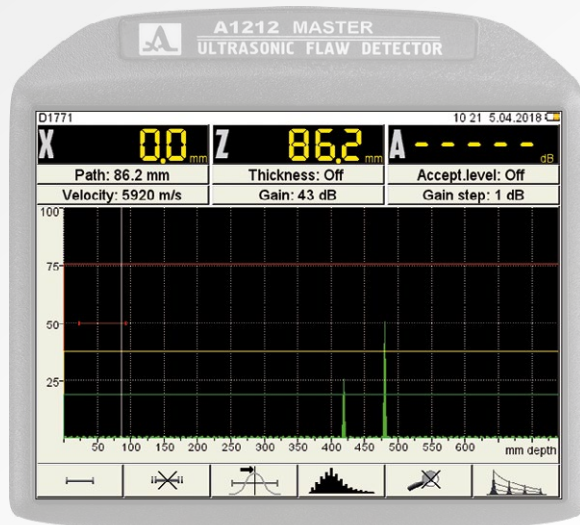 A1212 MASTER
ULTRASONIC FLAW DETECTOR
D1771 10 21 5.04.2018
X 0.0 mm Z 86.2 mm A - - - - - dB
Path: 86.2 mm Thickness: Off Accept.level: Off
Velocity: 5920 m/s Gain: 43 dB Gain step: 1 dB
100
75
50
25
50 100 150 200 250 300 350 400 450 500 550 600 mm depth